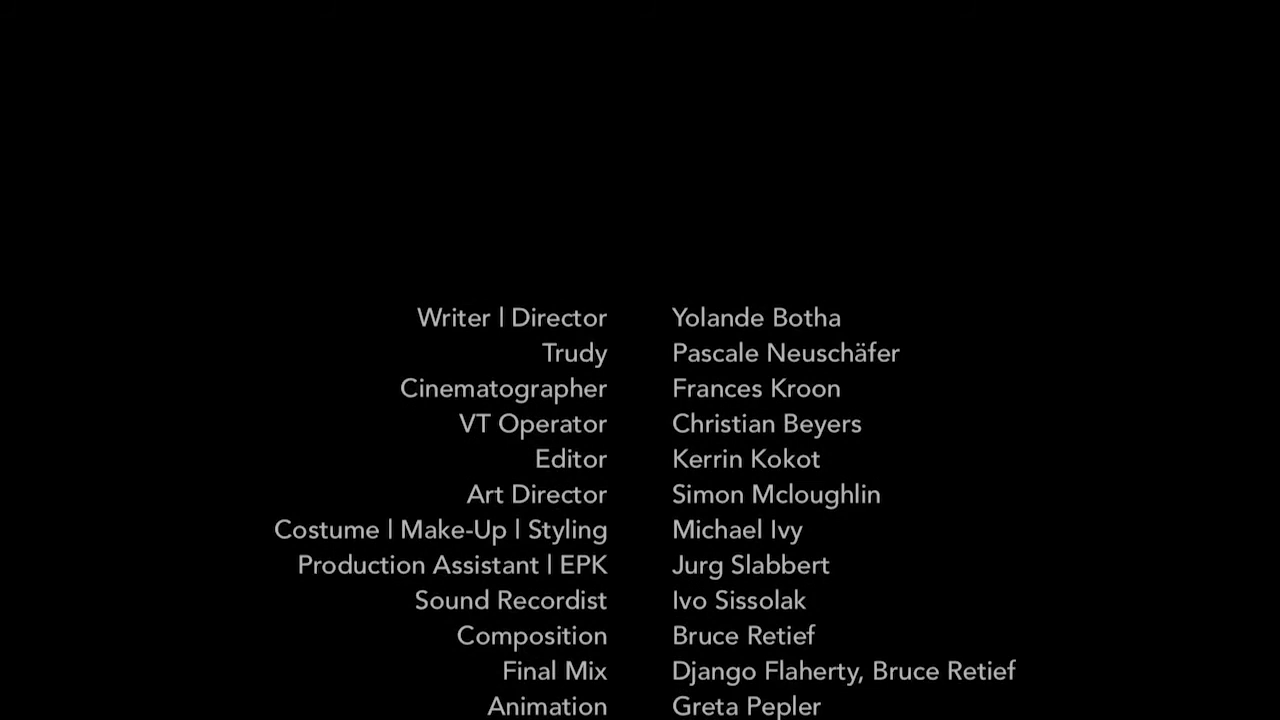 Writer | Director Yolande Botha
Trudy Pascale Neuschäfer
Cinematographer Frances Kroon
VT Operator Christian Beyers
Editor Kerrin Kokot
Art Director Simon Mcloughlin
Costume | Make-Up | Styling Michael Ivy
Production Assistant | EPK Jurg Slabbert
Sound Recordist Ivo Sissolak
Composition Bruce Retief
Final Mix Django Flaherty, Bruce Retief
Animation Greta Pepler